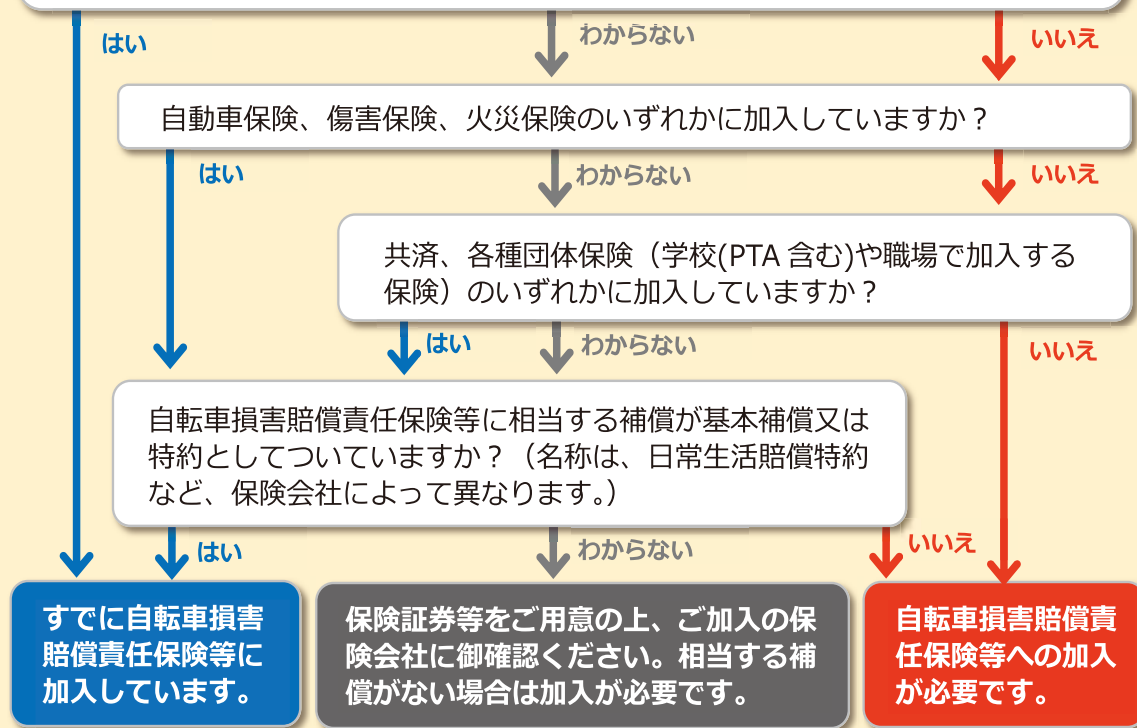 はい
わからない
いいえ
自動車保険、傷害保険、火災保険のいずれかに加入していますか？
はい
わからない
いいえ
共済、各種団体保険（学校(PTA 含む)や職場で加入する
保険）のいずれかに加入していますか？
はい
わからない
いいえ
自転車損害賠償責任保険等に相当する補償が基本補償又は
特約としてついていますか？（名称は、日常生活賠償特約
など、保険会社によって異なります。）
はい
わからない
いいえ
すでに自転車損害
賠償責任保険等に
加入しています。
保険証券等をご用意の上、ご加入の保
険会社に御確認ください。相当する補
償がない場合は加入が必要です。
自転車損害賠償責
任保険等への加入
が必要です。